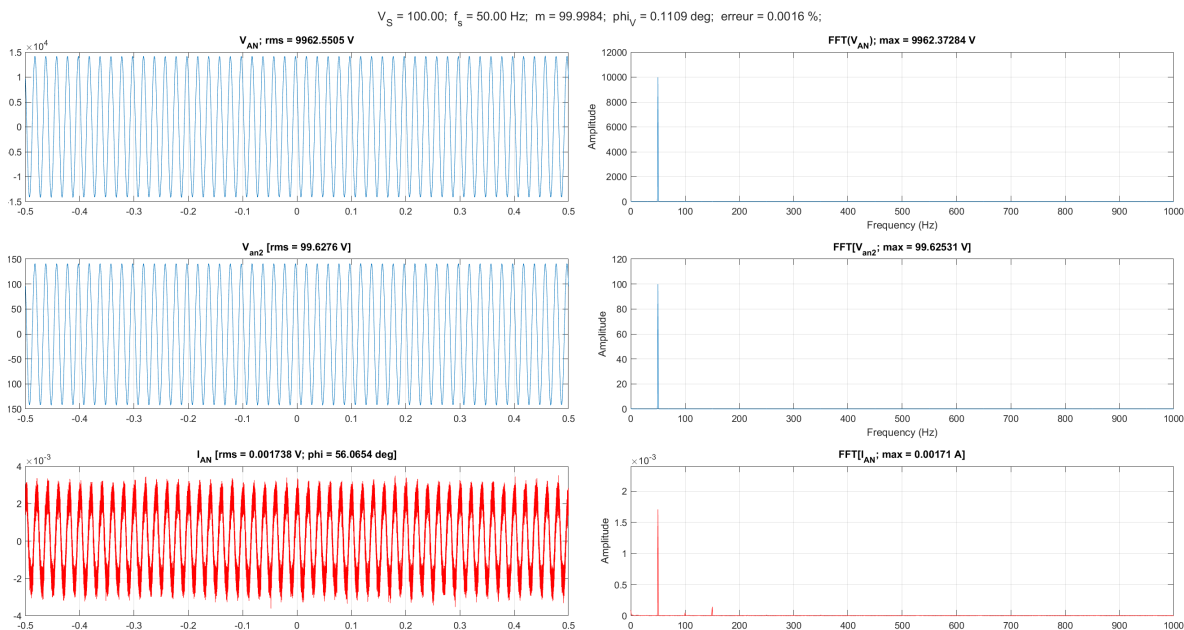 V_S = 100.00; f_s = 50.00 Hz; m = 99.9984; phi_V = 0.1109 deg; erreur = 0.0016 %;
V_AN; rms = 9962.5505 V
×10^4
1.5
1
0.5
0
0.5
-1
1.5
-0.5 -0.4 -0.3 -0.2 -0.1 0 0.1 0.2 0.3 0.4 0.5
FFT(V_AN); max = 9962.37284 V
Amplitude
12000
10000
8000
6000
4000
2000
0
0 100 200 300 400 500 600 700 800 900 1000
Frequency (Hz)
V_an2 [rms = 99.6276 V]
150
100
50
0
-50
100
150
-0.5 -0.4 -0.3 -0.2 -0.1 0 0.1 0.2 0.3 0.4 0.5
FFT[V_an2; max = 99.62531 V]
Amplitude
120
100
80
60
40
20
0
0 100 200 300 400 500 600 700 800 900 1000
Frequency (Hz)
I_AN [rms = 0.001738 V; phi = 56.0654 deg]
×10^-3
4
2
0
-2
-4
-0.5 -0.4 -0.3 -0.2 -0.1 0 0.1 0.2 0.3 0.4 0.5
FFT[I_AN; max = 0.00171 A]
×10^-3
Amplitude
2
1.5
1
0.5
0
0 100 200 300 400 500 600 700 800 900 1000